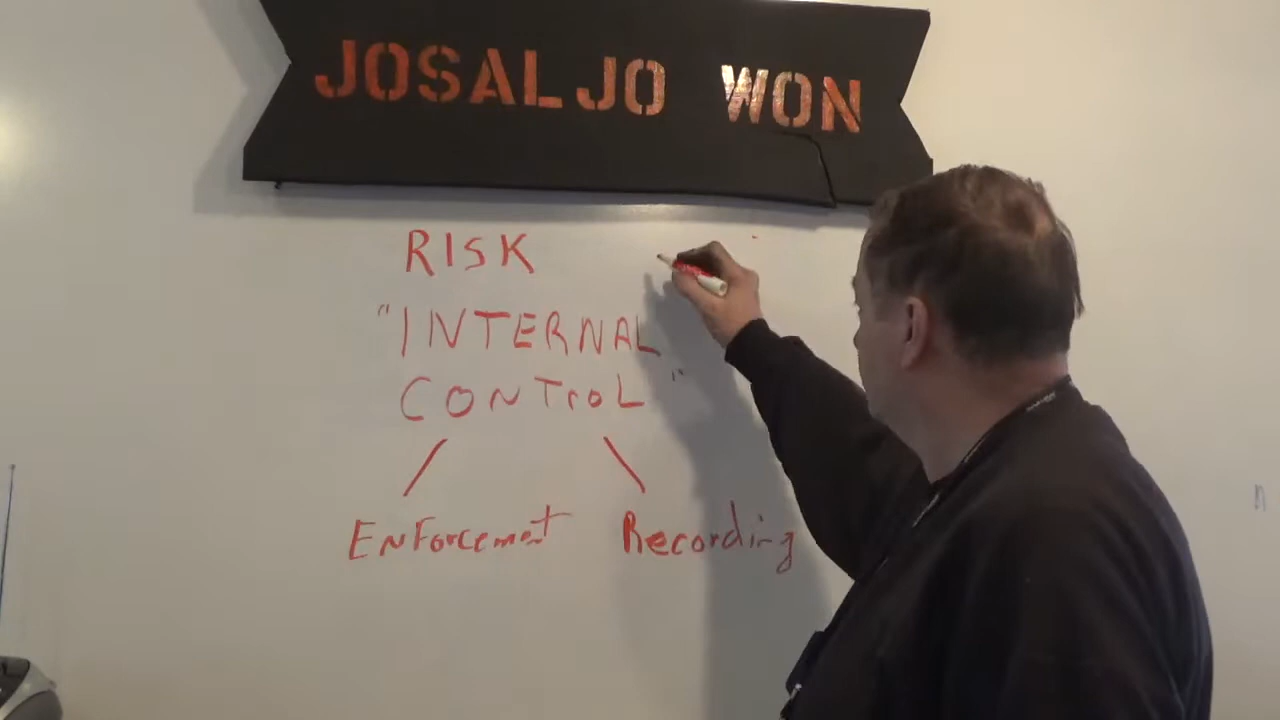 JOSALJO WON
RISK
"INTERNAL
CONTroL"
EnForcement Recording
n